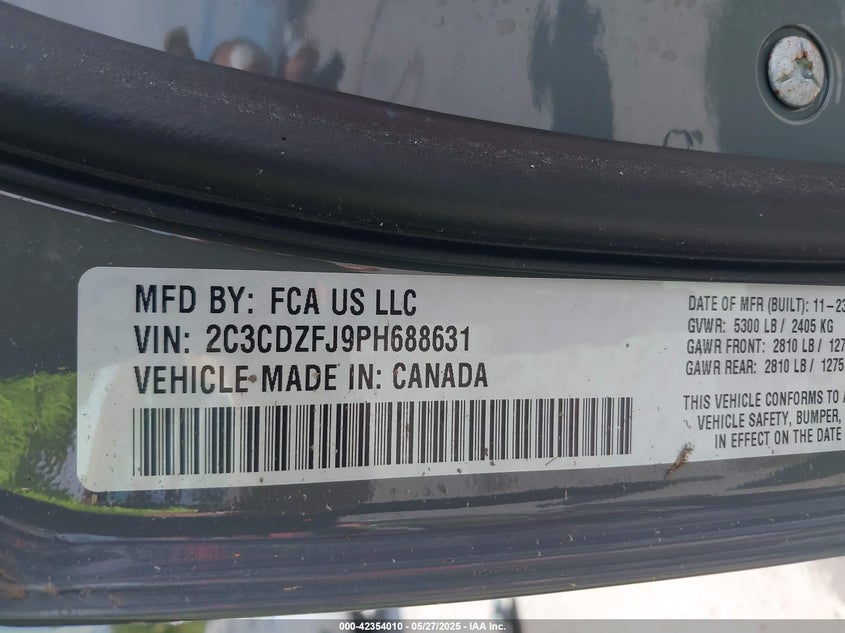 MFD BY: FCA US LLC
VIN: 2C3CDZFJ9PH688631
VEHICLE MADE IN: CANADA
DATE OF MFR (BUILT): 11-23
GVWR: 5300 LB / 2405 KG
GAWR FRONT: 2810 LB / 127
GAWR REAR: 2810 LB / 1275
THIS VEHICLE CONFORMS TO A
VEHICLE SAFETY, BUMPER,
IN EFFECT ON THE DATE
000-42354010 - 05/27/2025 - IAA Inc.